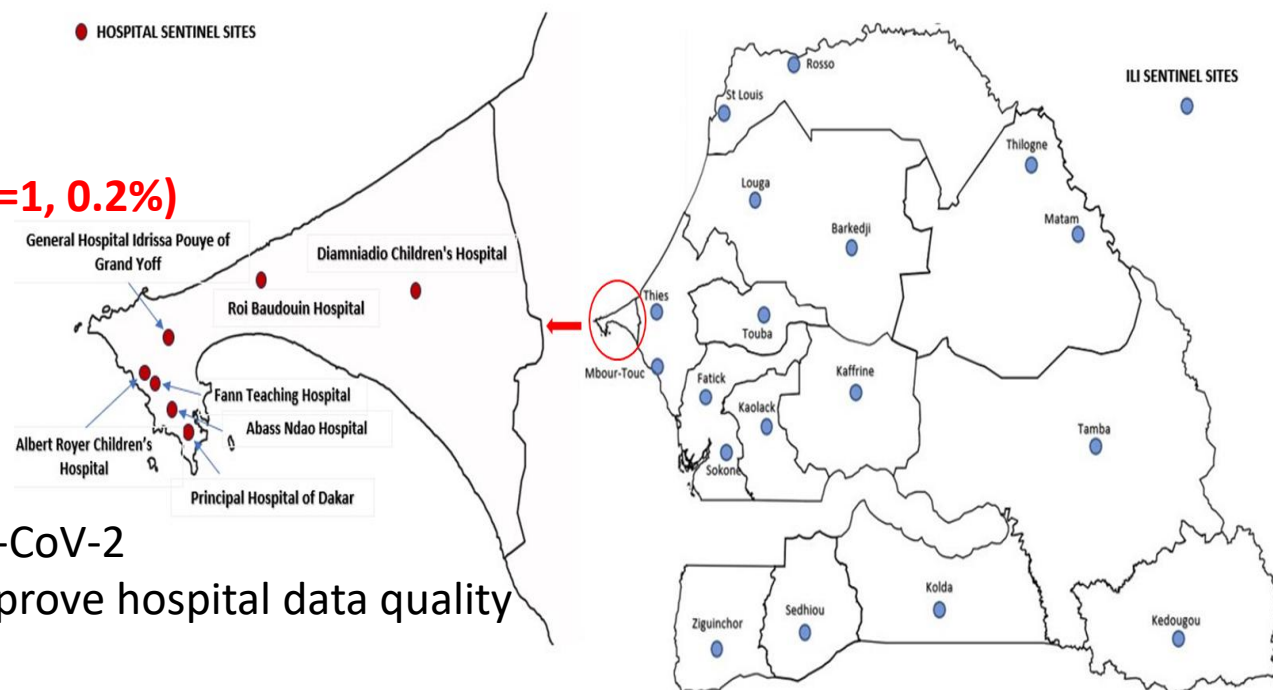 HOSPITAL SENTINEL SITES
=1, 0.2%)
General Hospital Idrissa Pouye of
Grand Yoff
Diamniadio Children's Hospital
Roi Baudouin Hospital
Fann Teaching Hospital
Abass Ndao Hospital
Albert Royer Children's
Hospital
Principal Hospital of Dakar
-CoV-2
prove hospital data quality
ILI SENTINEL SITES
Rosso
St Louis
Thilogne
Louga
Matam
Barkedji
Thies
Touba
Mbour-Touc
Fatick
Kaffrine
Kaolack
Tamba
Sokone
Kolda
Sedhiou
Ziguinchor
Kedougou